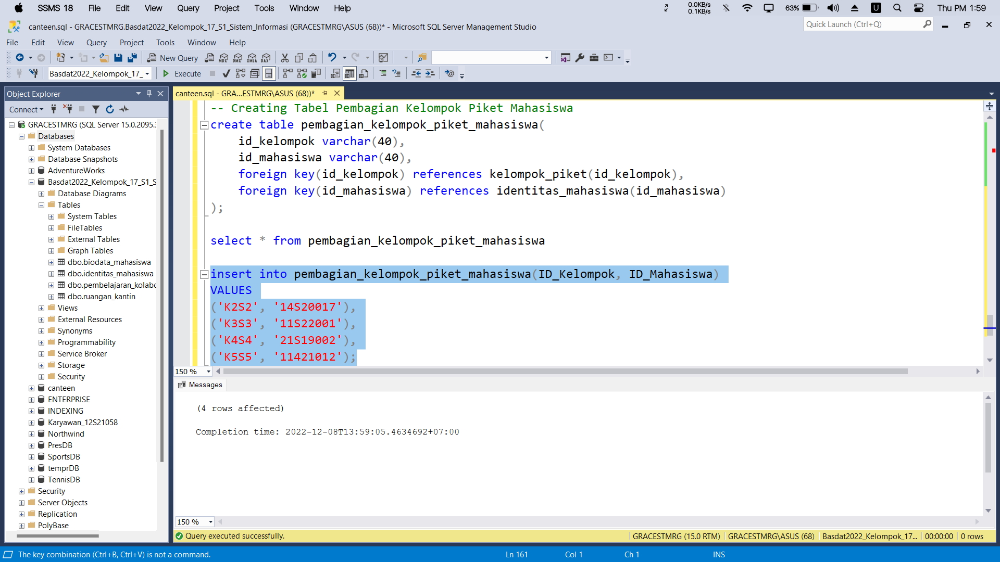 SSMS 18 File Edit View Query Project Tools Window Help 0.0KB/s 0.1KB/s 63% U Thu PM 1:59
canteen.sql - GRACESTMRG.Basdat2022_Kelompok_17_S1_Sistem_Informasi (GRACESTMRG\ASUS (68))* - Microsoft SQL Server Management Studio
Quick Launch (Ctrl+Q)
File Edit View Query Project Tools Window Help
New Query MDX DMX XMLA DAX
Basdat2022_Kelompok_17_ Execute
Object Explorer
Connect
GRACESTMRG (SQL Server 15.0.2095.3
Databases
System Databases
Database Snapshots
AdventureWorks
Basdat2022_Kelompok_17_S1_S
Database Diagrams
Tables
System Tables
FileTables
External Tables
Graph Tables
dbo.biodata_mahasiswa
dbo.identitas_mahasiswa
dbo.pembelajaran_kolabo
dbo.ruangan_kantin
Views
External Resources
Synonyms
Programmability
Service Broker
Storage
Security
canteen
ENTERPRISE
INDEXING
Karyawan_12S21058
Northwind
PresDB
SportsDB
temprDB
TennisDB
Security
Server Objects
Replication
PolyBase
canteen.sql - GRA...ESTMRG\ASUS (68))*
-- Creating Tabel Pembagian Kelompok Piket Mahasiswa
create table pembagian_kelompok_piket_mahasiswa(
id_kelompok varchar(40),
id_mahasiswa varchar(40),
foreign key(id_kelompok) references kelompok_piket(id_kelompok),
foreign key(id_mahasiswa) references identitas_mahasiswa(id_mahasiswa)
);
select * from pembagian_kelompok_piket_mahasiswa
insert into pembagian_kelompok_piket_mahasiswa(ID_Kelompok, ID_Mahasiswa)
VALUES
('K2S2', '14S20017'),
('K3S3', '11S22001'),
('K4S4', '21S19002'),
('K5S5', '11421012');
150 %
Messages
(4 rows affected)
Completion time: 2022-12-08T13:59:05.4634692+07:00
150 %
Query executed successfully. GRACESTMRG (15.0 RTM) GRACESTMRG\ASUS (68) Basdat2022_Kelompok_17... 00:00:00 0 rows
The key combination (Ctrl+B, Ctrl+V) is not a command. Ln 161 Col 1 Ch 1 INS